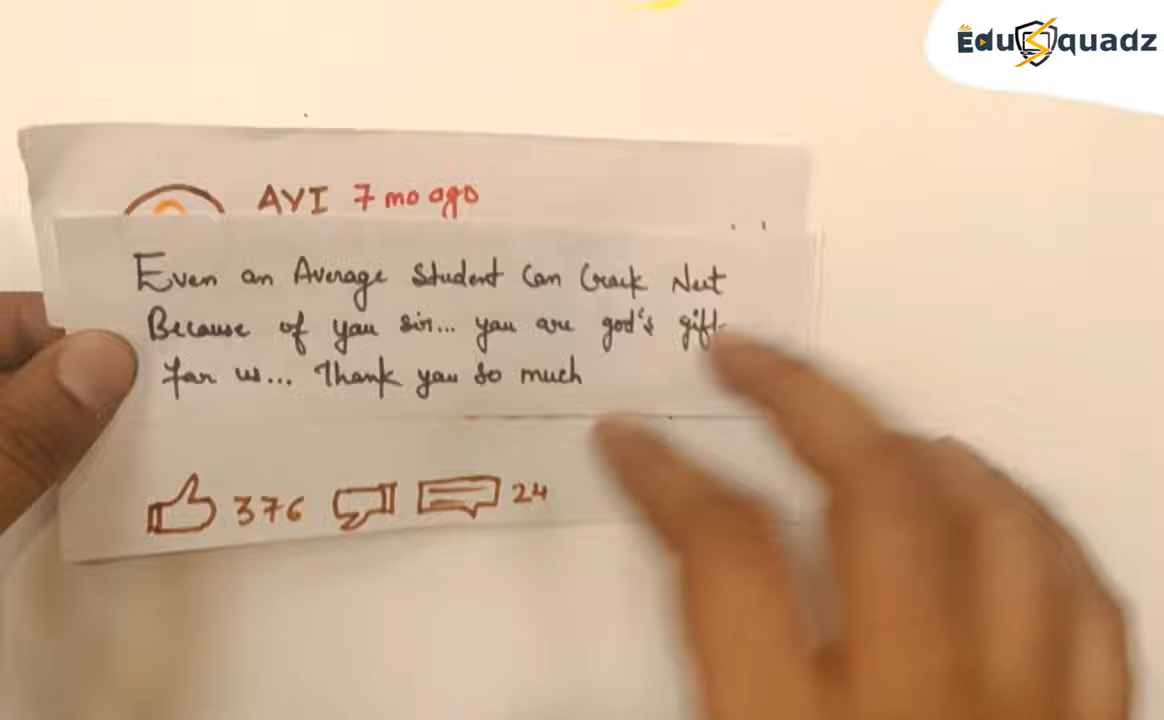 EduSquadz
AVI 7 mo ago
Even an Average Student Can Crack Neet
Because of you sir... you are god's gift
for us... Thank you so much
376 24